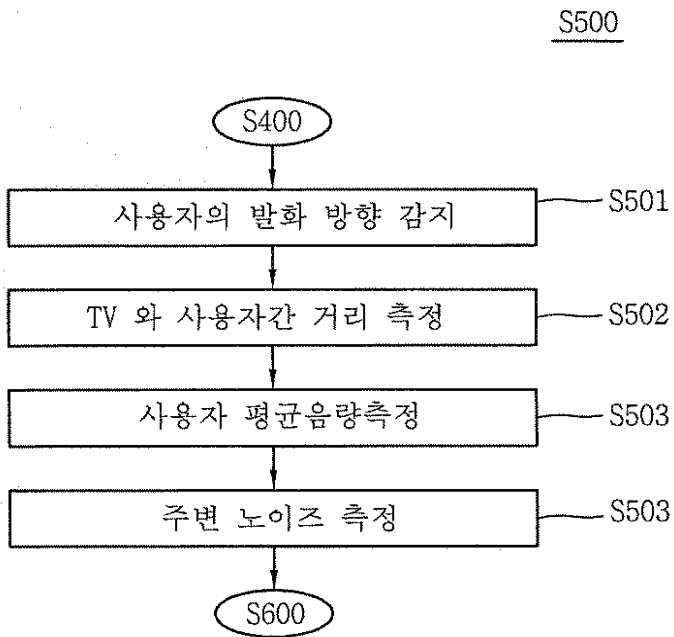 S500
S400
사용자의 발화 방향 감지
S501
TV 와 사용자간 거리 측정
S502
사용자 평균음량측정
S503
주변 노이즈 측정
S503
S600